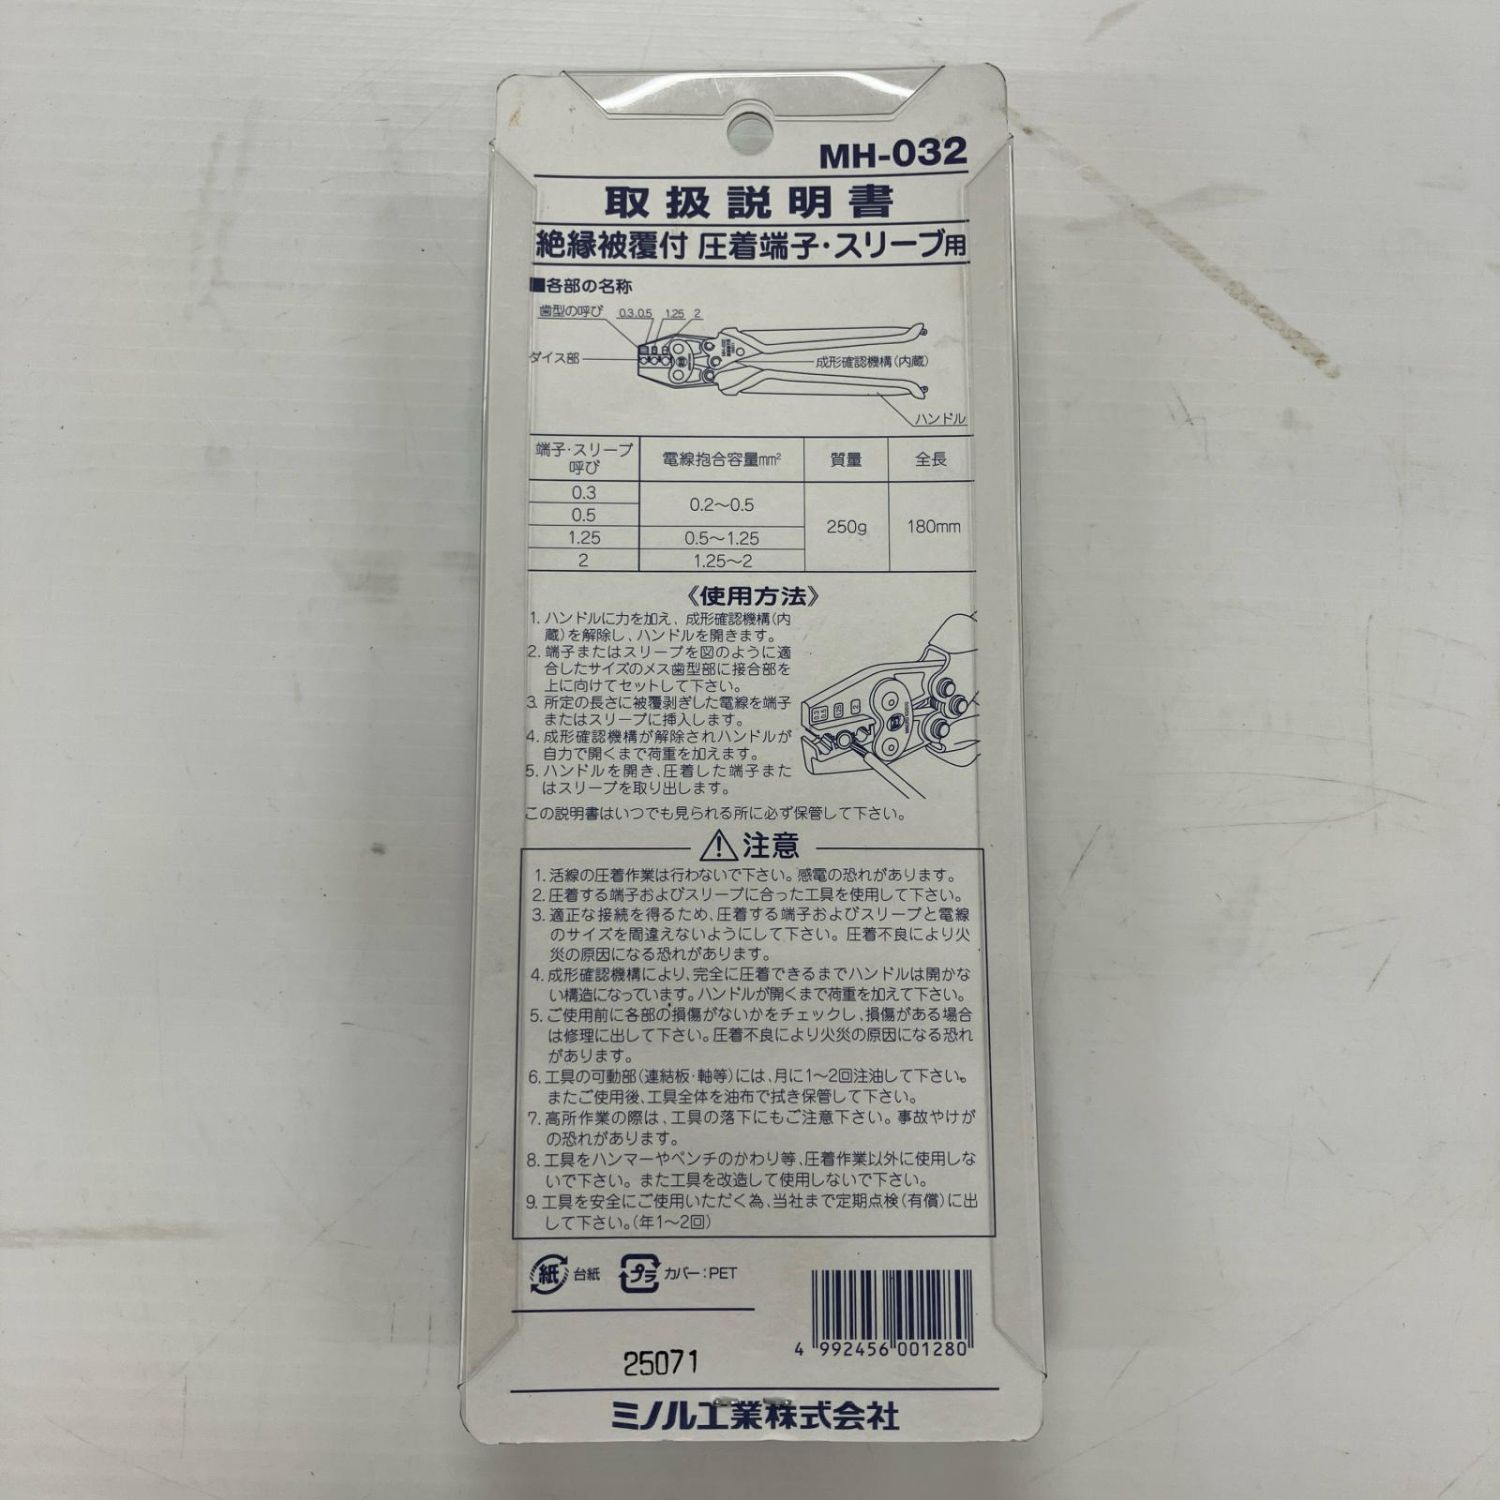 MH-032
取扱説明書
絶縁被覆付 圧着端子・スリーブ用
■各部の名称
歯型の呼び 0.3.0.5 1.25 2
ダイス部
成形確認機構(内蔵)
ハンドル
端子・スリーブ呼び 電線抱合容量mm² 質量 全長
0.3 0.2〜0.5 250g 180mm
0.5
1.25 0.5〜1.25
2 1.25〜2
《使用方法》
1. ハンドルに力を加え、成形確認機構(内
蔵)を解除し、ハンドルを開きます。
2. 端子またはスリーブを図のように適
合したサイズのメス歯型部に接合部を
上に向けてセットして下さい。
3. 所定の長さに被覆剥ぎした電線を端子
またはスリーブに挿入します。
4. 成形確認機構が解除されハンドルが
自力で開くまで荷重を加えます。
5. ハンドルを開き、圧着した端子また
はスリーブを取り出します。
この説明書はいつでも見られる所に必ず保管して下さい。
⚠注意
1. 活線の圧着作業は行わないで下さい。感電の恐れがあります。
2. 圧着する端子およびスリーブに合った工具を使用して下さい。
3. 適正な接続を得るため、圧着する端子およびスリーブと電線
のサイズを間違えないようにして下さい。圧着不良により火
災の原因になる恐れがあります。
4. 成形確認機構により、完全に圧着できるまでハンドルは開かな
い構造になっています。ハンドルが開くまで荷重を加えて下さい。
5. ご使用前に各部の損傷がないかをチェックし、損傷がある場合
は修理に出して下さい。圧着不良により火災の原因になる恐れ
があります。
6. 工具の可動部(連結板・軸等)には、月に1〜2回注油して下さい。
またご使用後、工具全体を油布で拭き保管して下さい。
7. 高所作業の際は、工具の落下にもご注意下さい。事故やけが
の恐れがあります。
8. 工具をハンマーやペンチのかわり等、圧着作業以外に使用しな
いで下さい。また工具を改造して使用しないで下さい。
9. 工具を安全にご使用いただく為、当社まで定期点検(有償)に出
して下さい。(年1〜2回)
紙 台紙 プラ カバー:PET
4 992456 001280
25071
ミノル工業株式会社